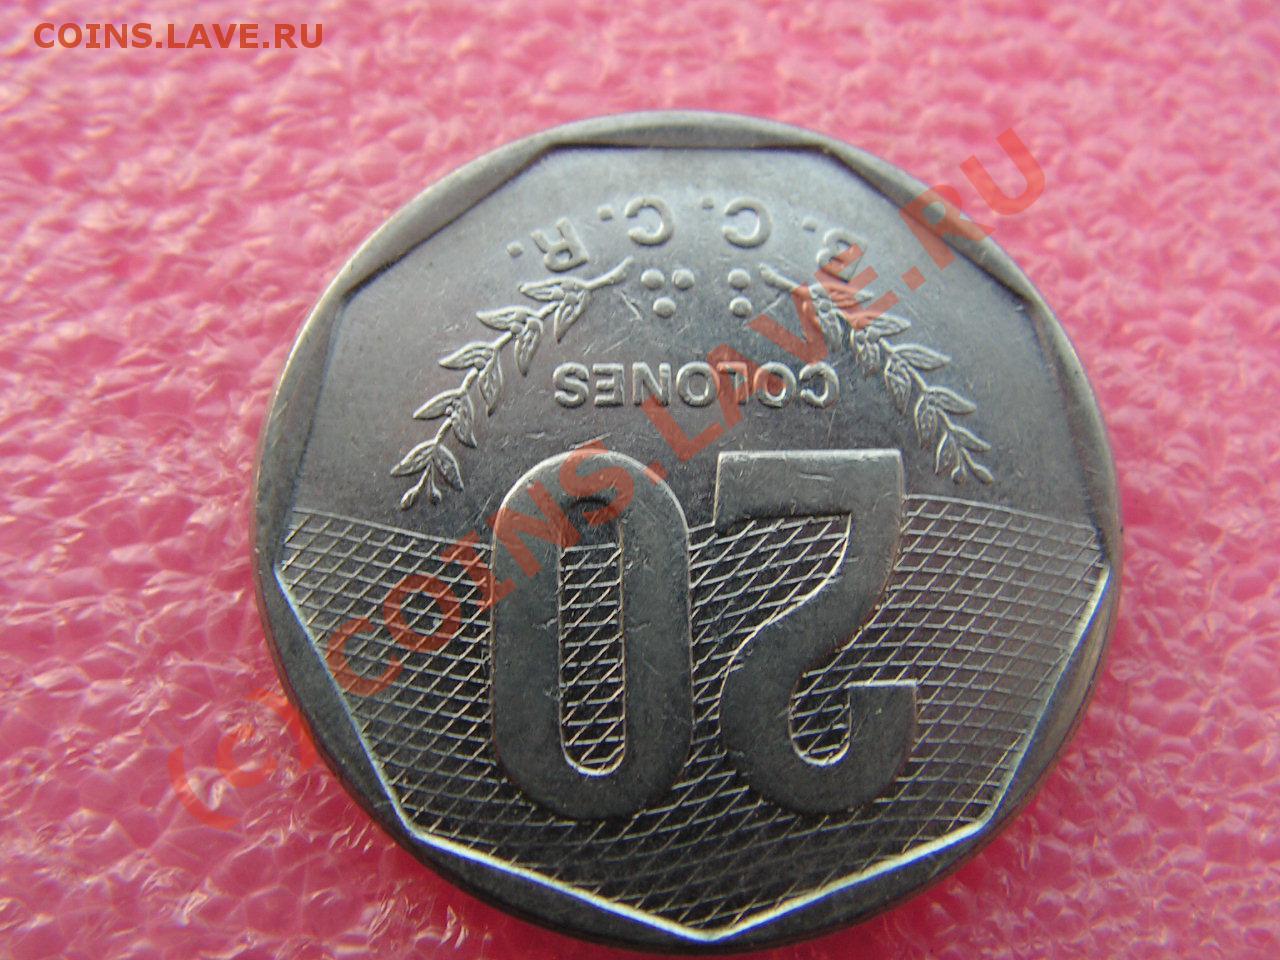 COINS.LAVE.RU
20
COLONES
B. C. C. R.
(c) COINS.LAVE.RU